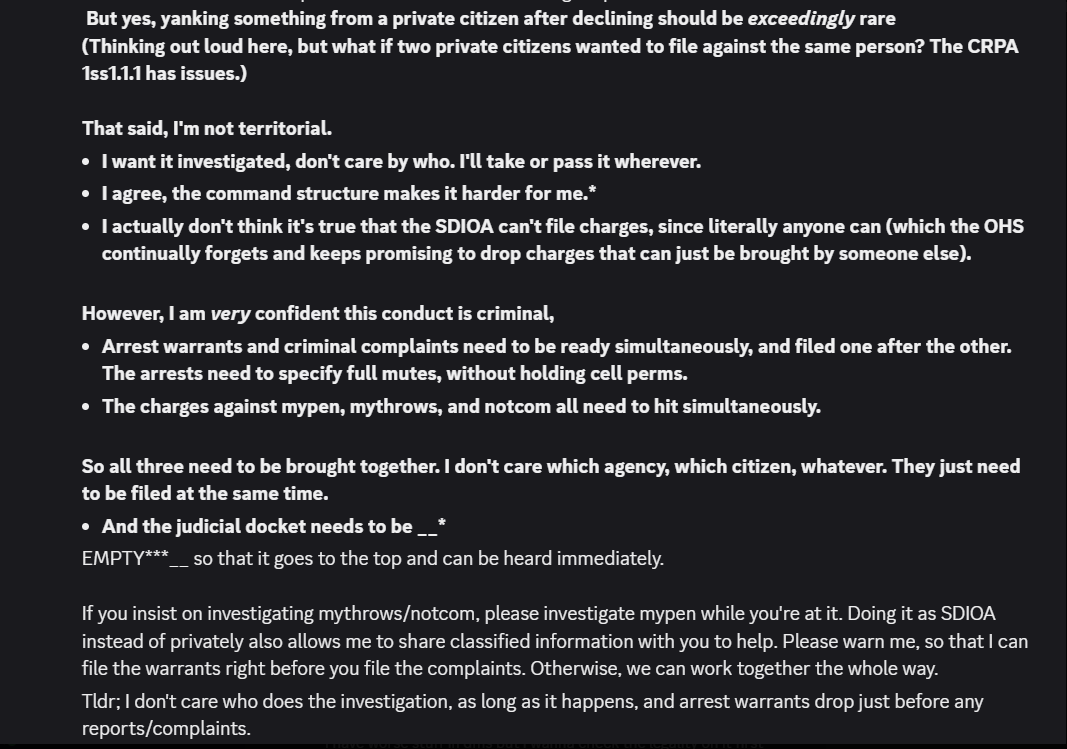 But yes, yanking something from a private citizen after declining should be exceedingly rare
(Thinking out loud here, but what if two private citizens wanted to file against the same person? The CRPA
1ss1.1.1 has issues.)
That said, I'm not territorial.
• I want it investigated, don't care by who. I'll take or pass it wherever.
• I agree, the command structure makes it harder for me.*
• I actually don't think it's true that the SDIOA can't file charges, since literally anyone can (which the OHS
continually forgets and keeps promising to drop charges that can just be brought by someone else).
However, I am very confident this conduct is criminal,
• Arrest warrants and criminal complaints need to be ready simultaneously, and filed one after the other.
The arrests need to specify full mutes, without holding cell perms.
• The charges against mypen, mythrows, and notcom all need to hit simultaneously.
So all three need to be brought together. I don't care which agency, which citizen, whatever. They just need
to be filed at the same time.
• And the judicial docket needs to be __*
EMPTY***__ so that it goes to the top and can be heard immediately.
If you insist on investigating mythrows/notcom, please investigate mypen while you're at it. Doing it as SDIOA
instead of privately also allows me to share classified information with you to help. Please warn me, so that I can
file the warrants right before you file the complaints. Otherwise, we can work together the whole way.
Tldr; I don't care who does the investigation, as long as it happens, and arrest warrants drop just before any
reports/complaints.